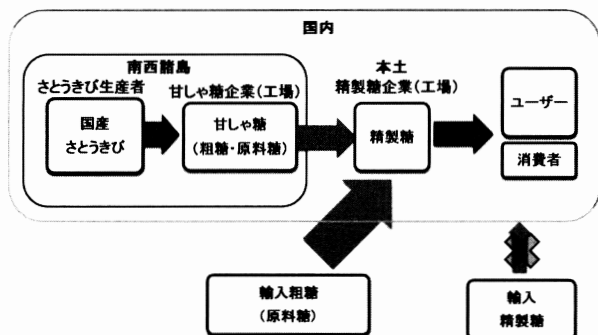 国内
南西諸島
さとうきび生産者
国産
さとうきび
甘しゃ糖企業(工場)
甘しゃ糖
(粗糖・原料糖)
本土
精製糖企業(工場)
精製糖
ユーザー
消費者
輸入粗糖
(原料糖)
輸入
精製糖